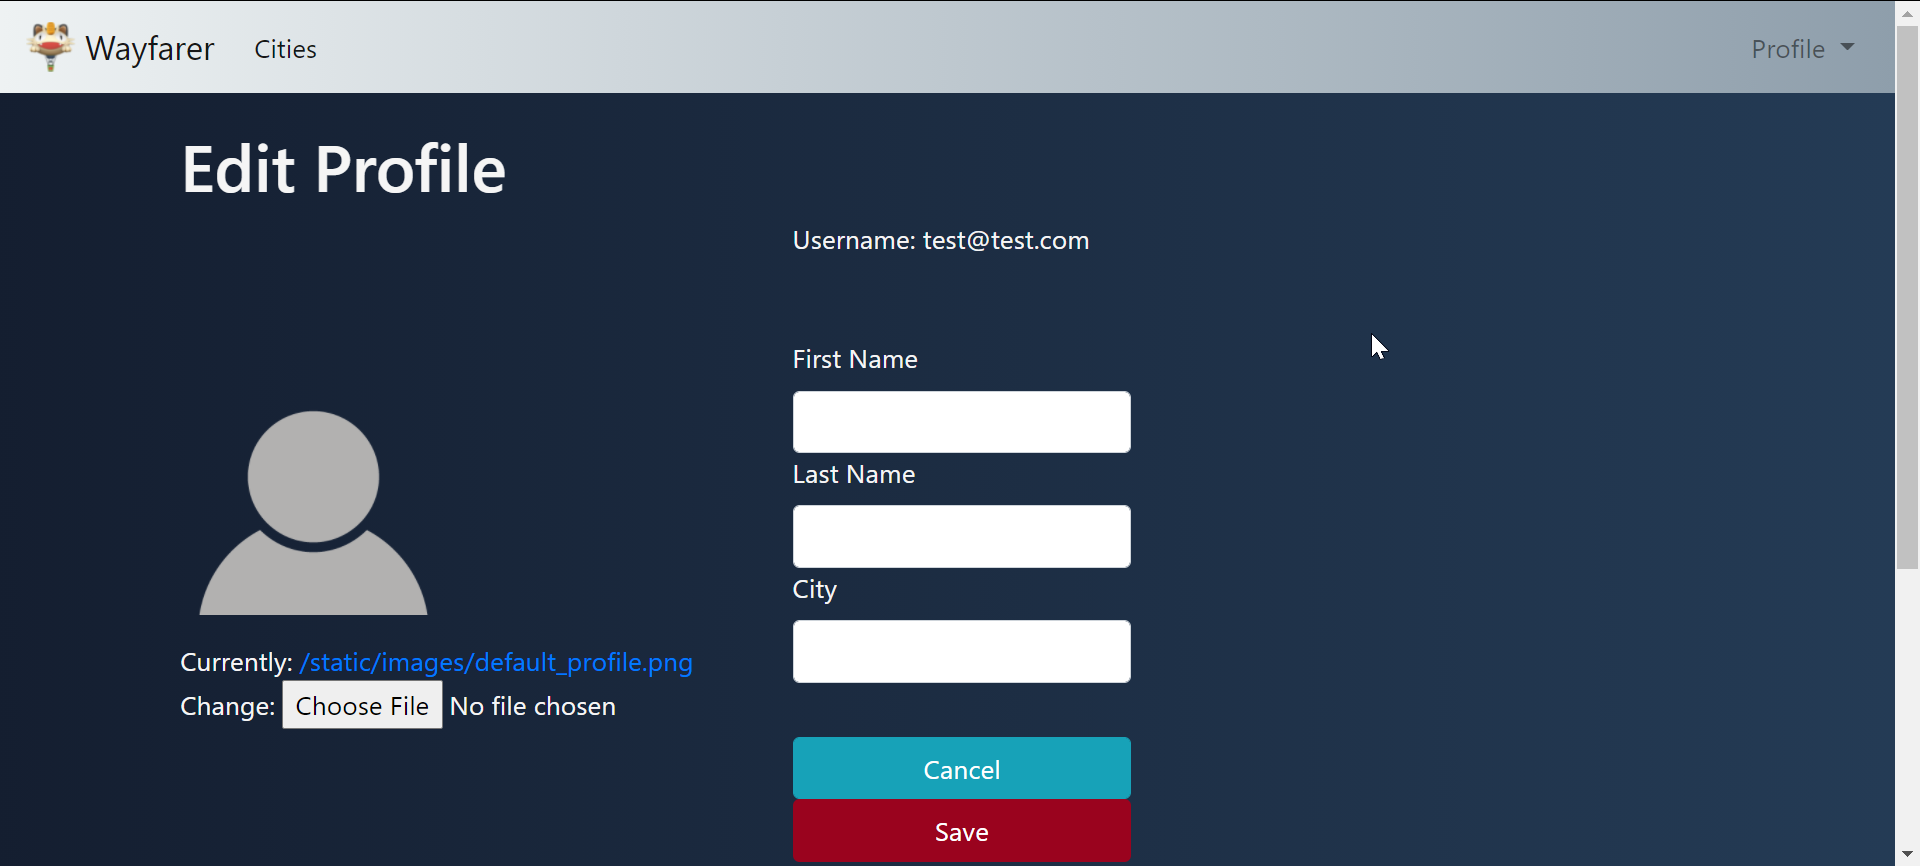 Wayfarer Cities Profile
Edit Profile
Username: test@test.com
First Name
Last Name
City
Currently: /static/images/default_profile.png
Change: Choose File No file chosen
Cancel
Save